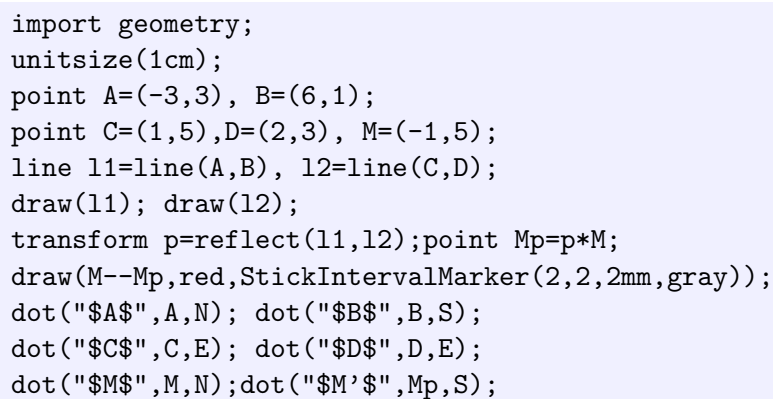 import geometry;
unitsize(1cm);
point A=(-3,3), B=(6,1);
point C=(1,5),D=(2,3), M=(-1,5);
line l1=line(A,B), l2=line(C,D);
draw(l1); draw(l2);
transform p=reflect(l1,l2);point Mp=p*M;
draw(M--Mp,red,StickIntervalMarker(2,2,2mm,gray));
dot("$A$",A,N); dot("$B$",B,S);
dot("$C$",C,E); dot("$D$",D,E);
dot("$M$",M,N);dot("$M’$",Mp,S);